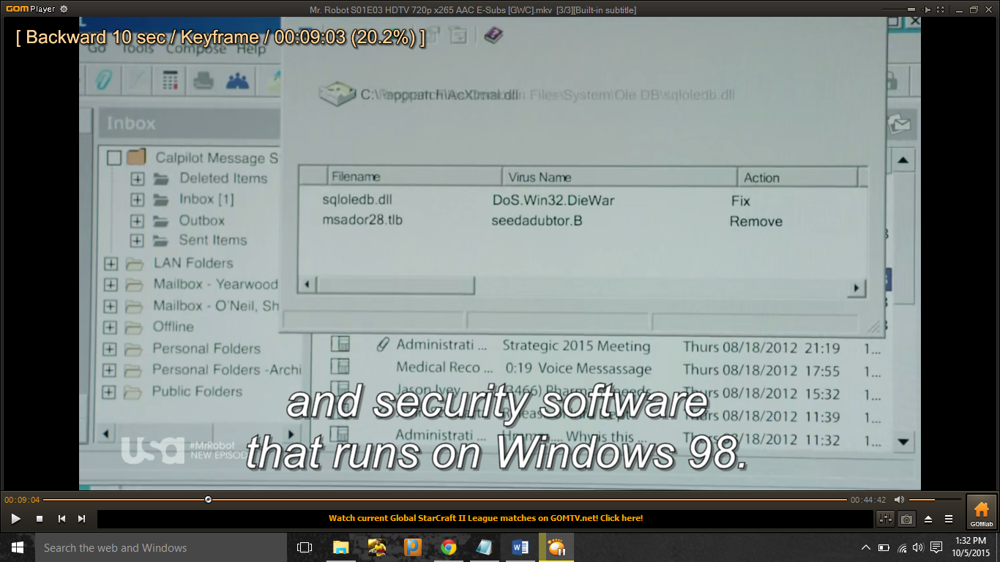 GOMPlayer
Mr. Robot S01E03 HDTV 720p x265 AAC E-Subs [GWC].mkv [3/3][Built-in subtitle]
[ Backward 10 sec / Keyframe / 00:09:03 (20.2%) ]
Go Tools Compose Help
C:\
Files\System\Ole DB\sqloledb.dll
Inbox
Calpilot Message S
Deleted Items
Inbox [1]
Outbox
Sent Items
LAN Folders
Mailbox - Yearwood
Mailbox - O'Neil, Sh
Offline
Personal Folders
Personal Folders -Archi
Public Folders
Filename Virus Name Action
sqloledb.dll DoS.Win32.DieWar Fix
msador28.tlb seedadubtor.B Remove
Administrati ... Strategic 2015 Meeting Thurs 08/18/2012 21:19 1...
Medical Reco ... 0:19 Voice Messassage Thurs 08/18/2012 17:55 1...
Jason Ivey Thurs 08/18/2012 15:32 1...
Thurs 08/18/2012 11:39 1...
Administrati ... Why is this ... Thurs 08/18/2012 11:32 1...
and security software
that runs on Windows 98.
usa #MrRobot
NEW EPISOD
00:09:04 00:44:42
Watch current Global StarCraft II League matches on GOMTV.net! Click here!
GOMlab
Search the web and Windows
1:32 PM
10/5/2015